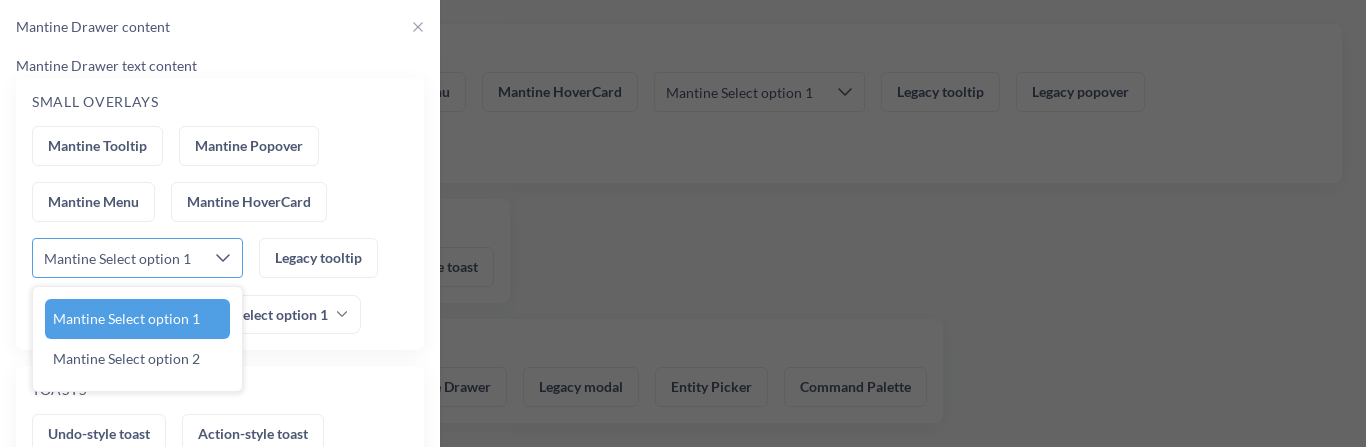 Mantine Drawer content
Mantine Drawer text content
SMALL OVERLAYS
Mantine Tooltip Mantine Popover
Mantine Menu Mantine HoverCard
Mantine Select option 1 Legacy tooltip
Mantine Select option 1
Mantine Select option 2
elect option 1
Undo-style toast Action-style toast
Mantine HoverCard Mantine Select option 1 Legacy tooltip Legacy popover
toast
Drawer Legacy modal Entity Picker Command Palette